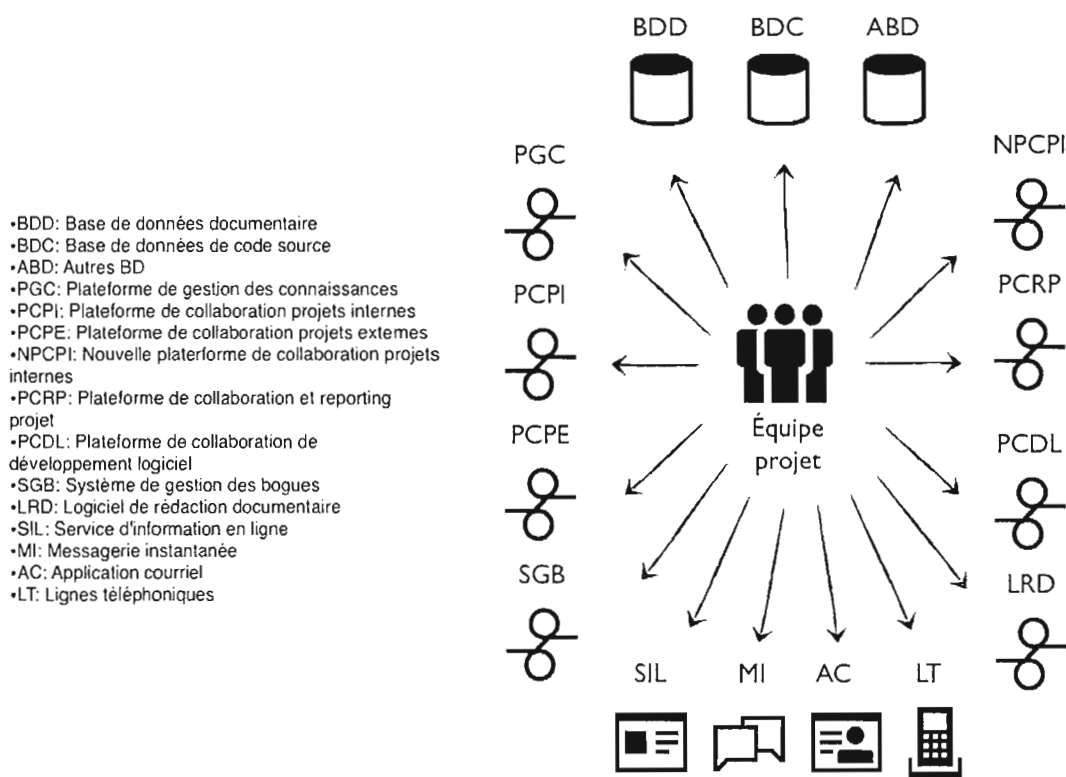 •BDD: Base de données documentaire
•BDC: Base de données de code source
•ABD: Autres BD
•PGC: Plateforme de gestion des connaissances
•PCPI: Plateforme de collaboration projets internes
•PCPE: Plateforme de collaboration projets externes
•NPCPI: Nouvelle platerforme de collaboration projets
internes
•PCRP: Plateforme de collaboration et reporting
projet
•PCDL: Plateforme de collaboration de
développement logiciel
•SGB: Système de gestion des bogues
•LRD: Logiciel de rédaction documentaire
•SIL: Service d'information en ligne
•MI: Messagerie instantanée
•AC: Application courriel
•LT: Lignes téléphoniques
BDD BDC ABD
PGC NPCPI
PCPI PCRP
Équipe
projet
PCPE PCDL
SGB LRD
SIL MI AC LT